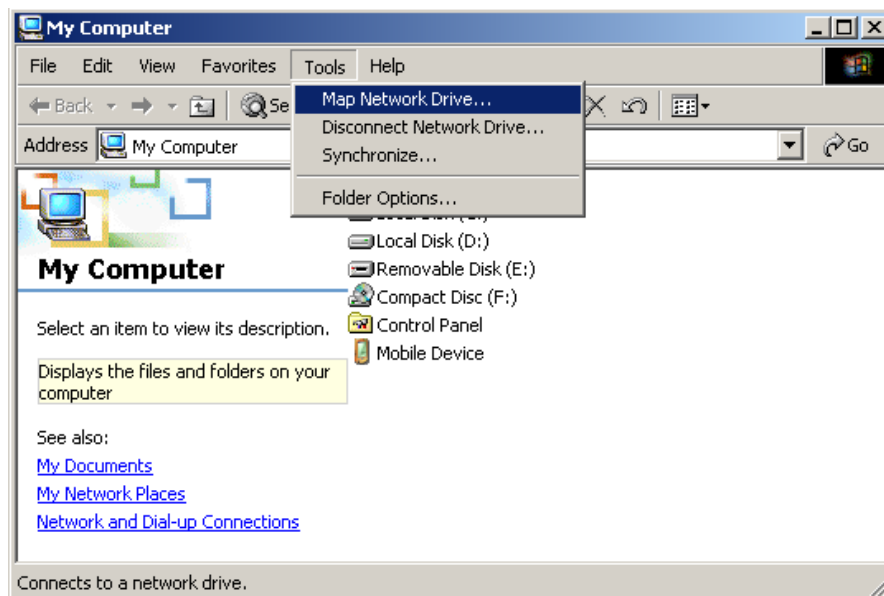 My Computer
File Edit View Favorites Tools Help
Back Se
Map Network Drive...
Disconnect Network Drive...
Synchronize...
Folder Options...
Address My Computer Go
Local Disk (D:)
Removable Disk (E:)
Compact Disc (F:)
Control Panel
Mobile Device
My Computer
Select an item to view its description.
Displays the files and folders on your
computer
See also:
My Documents
My Network Places
Network and Dial-up Connections
Connects to a network drive.